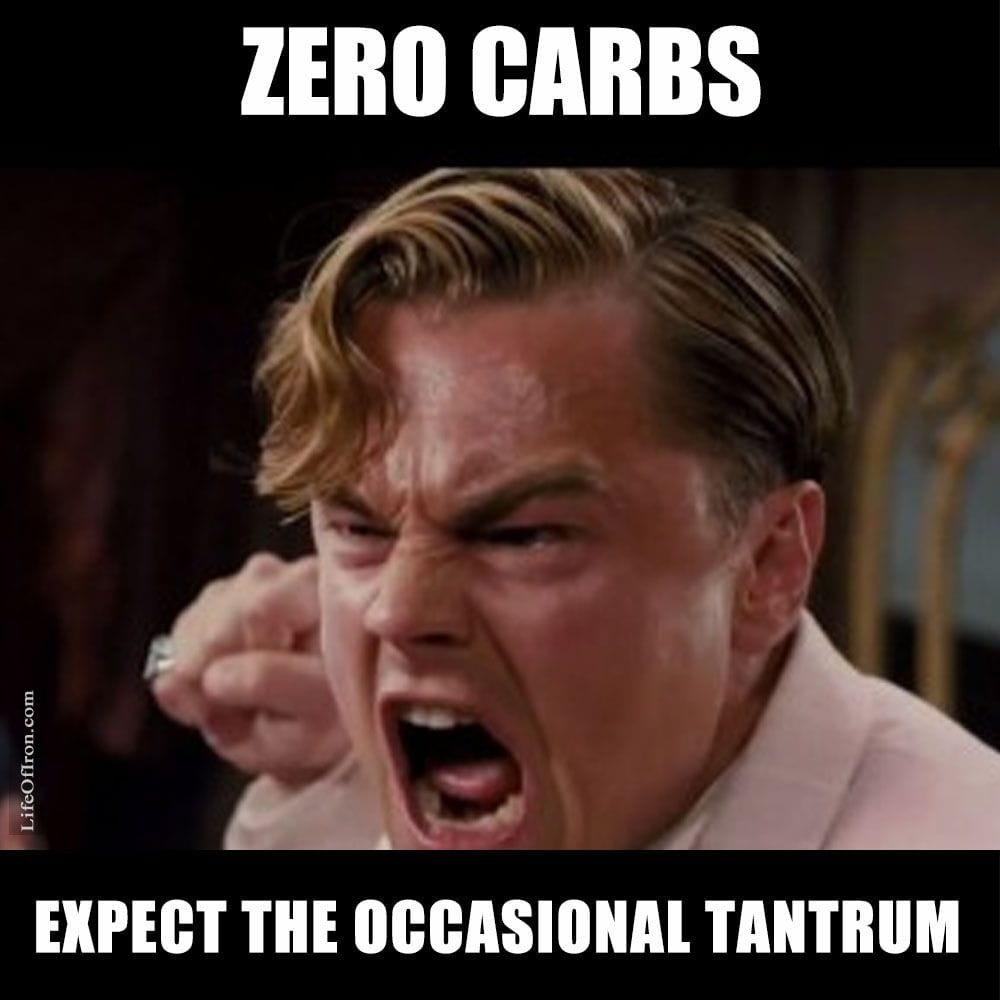 ZERO CARBS
LifeOfIron.com
EXPECT THE OCCASIONAL TANTRUM